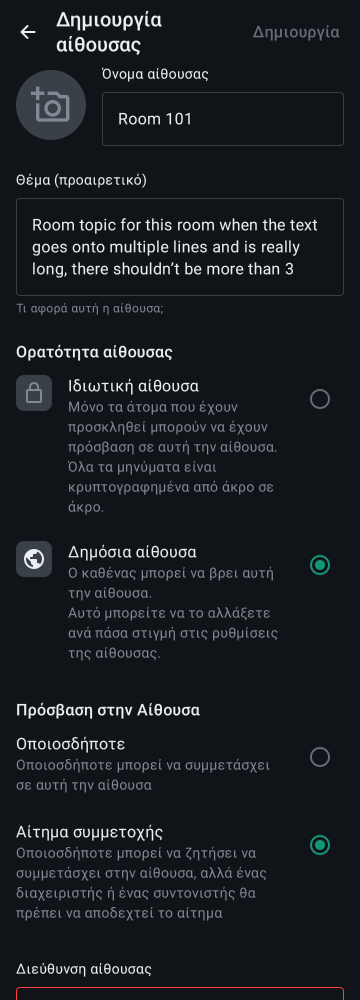 Δημιουργία
αίθουσας
Δημιουργία
Όνομα αίθουσας
Room 101
Θέμα (προαιρετικό)
Room topic for this room when the text
goes onto multiple lines and is really
long, there shouldn’t be more than 3
Τι αφορά αυτή η αίθουσα;
Ορατότητα αίθουσας
Ιδιωτική αίθουσα
Μόνο τα άτομα που έχουν
προσκληθεί μπορούν να έχουν
πρόσβαση σε αυτή την αίθουσα.
Όλα τα μηνύματα είναι
κρυπτογραφημένα από άκρο σε
άκρο.
Δημόσια αίθουσα
Ο καθένας μπορεί να βρει αυτή
την αίθουσα.
Αυτό μπορείτε να το αλλάξετε
ανά πάσα στιγμή στις ρυθμίσεις
της αίθουσας.
Πρόσβαση στην Αίθουσα
Οποιοσδήποτε
Οποιοσδήποτε μπορεί να συμμετάσχει
σε αυτή την αίθουσα
Αίτημα συμμετοχής
Οποιοσδήποτε μπορεί να ζητήσει να
συμμετάσχει στην αίθουσα, αλλά ένας
διαχειριστής ή ένας συντονιστής θα
πρέπει να αποδεχτεί το αίτημα
Διεύθυνση αίθουσας